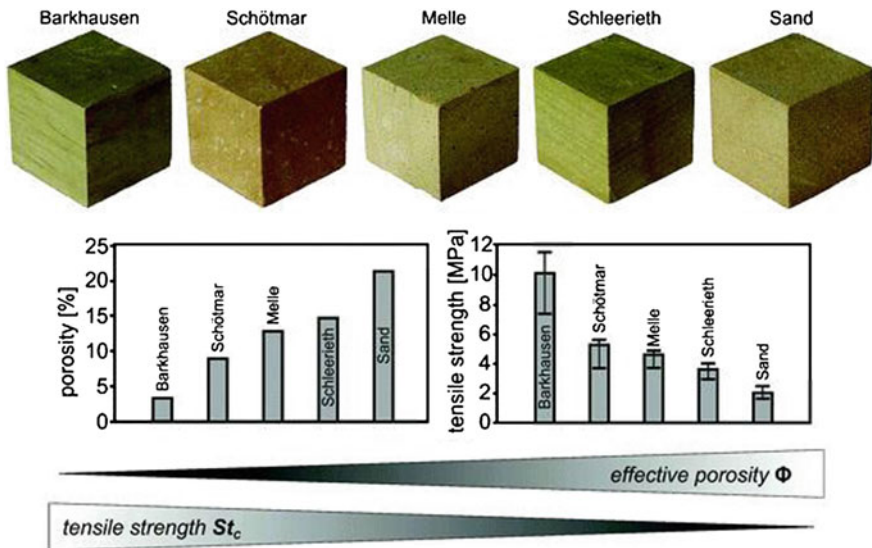 Barkhausen Schötmar Melle Schleerieth Sand
porosity [%]
25
20
15
10
5
0
Barkhausen
Schötmar
Melle
Schleerieth
Sand
tensile strength [MPa]
12
10
8
6
4
2
0
Barkhausen
Schötmar
Melle
Schleerieth
Sand
effective porosity Φ
tensile strength Stc